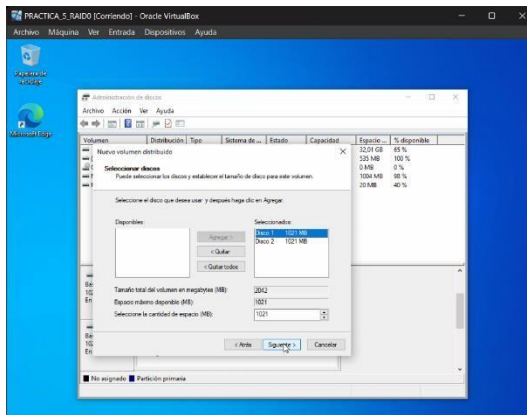 PRACTICA_5_RAID0 [Corriendo] - Oracle VirtualBox
Archivo Máquina Ver Entrada Dispositivos Ayuda
Papelera de reciclaje
Microsoft Edge
Administración de discos
Archivo Acción Ver Ayuda
Volumen Distribución Tipo Sistema de ... Estado Capacidad Espacio ... % disponible
32,01 GB 65 %
535 MB 100 %
0 MB 0 %
1004 MB 98 %
20 MB 40 %
Nuevo volumen distribuido
Seleccionar discos
Puede seleccionar los discos y establecer el tamaño de disco para este volumen.
Seleccione el disco que desea usar y después haga clic en Agregar.
Disponibles: Seleccionados:
Disco 1 1021 MB
Disco 2 1021 MB
Agregar >
< Quitar
< Quitar todos
Tamaño total del volumen en megabytes (MB): 2042
Espacio máximo disponible (MB): 1021
Seleccione la cantidad de espacio (MB): 1021
< Atrás Siguiente > Cancelar
No asignado Partición primaria